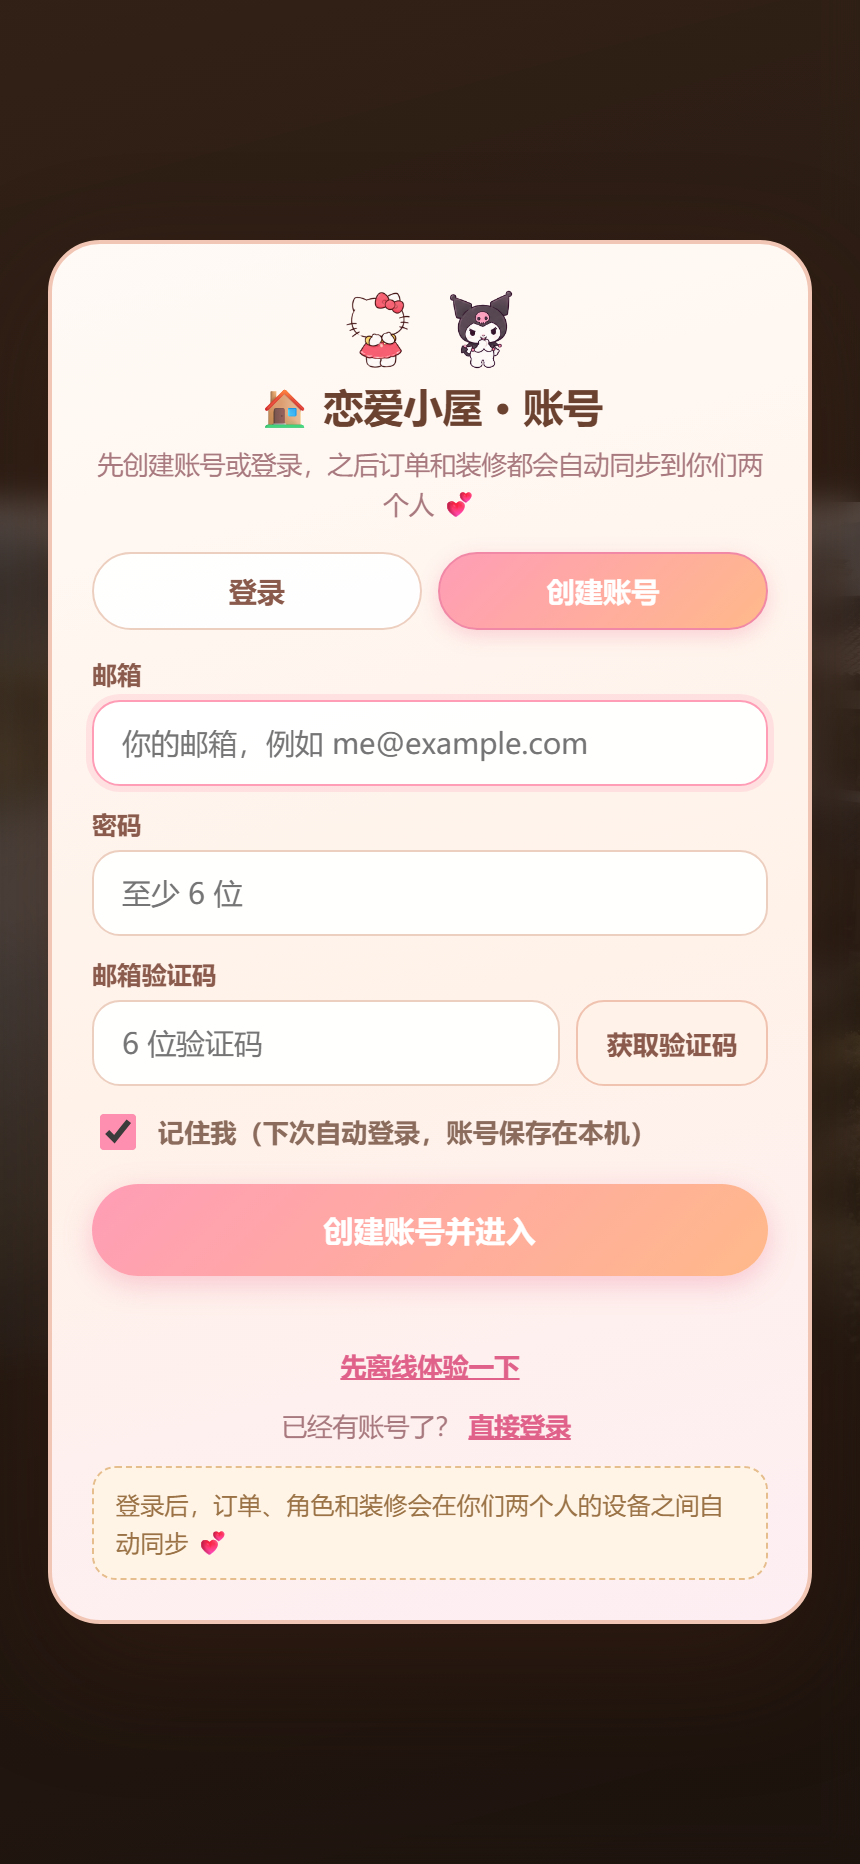 恋爱小屋 · 账号
先创建账号或登录，之后订单和装修都会自动同步到你们两
个人 💕
登录
创建账号
邮箱
你的邮箱，例如 me@example.com
密码
至少 6 位
邮箱验证码
6 位验证码
获取验证码
记住我（下次自动登录，账号保存在本机）
创建账号并进入
先离线体验一下
已经有账号了？ 直接登录
登录后，订单、角色和装修会在你们两个人的设备之间自
动同步 💕